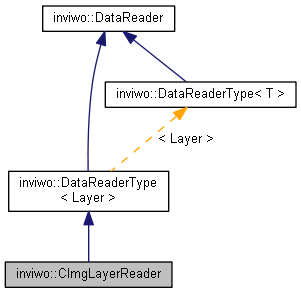 inviwo::DataReader
inviwo::DataReaderType< T >
< Layer >
inviwo::DataReaderType
< Layer >
inviwo::CImgLayerReader